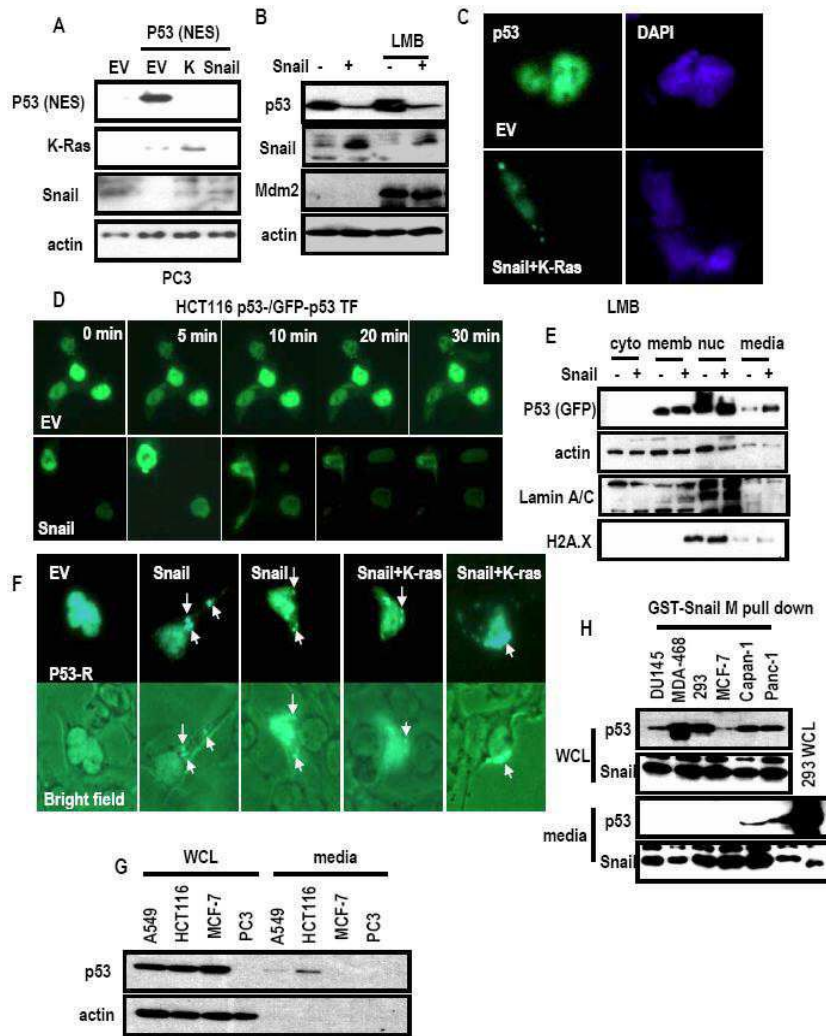 A
P53 (NES)
EV EV K Snail
P53 (NES)
K-Ras
Snail
actin
PC3
B
LMB
Snail - + - +
p53
Snail
Mdm2
actin
C
p53 DAPI
EV
Snail+K-Ras
D
HCT116 p53-/GFP-p53 TF
0 min 5 min 10 min 20 min 30 min
EV
Snail
LMB
E
cyto memb nuc media
Snail - + - + - + - +
P53 (GFP)
actin
Lamin A/C
H2A.X
F
EV Snail Snail Snail+K-ras Snail+K-ras
P53-R
Bright field
G
WCL media
A549 HCT116 MCF-7 PC3 A549 HCT116 MCF-7 PC3
p53
actin
H
GST-Snail M pull down
DU145 MDA-468 293 MCF-7 Capan-1 Panc-1
WCL
p53
Snail
293 WCL
media
p53
Snail